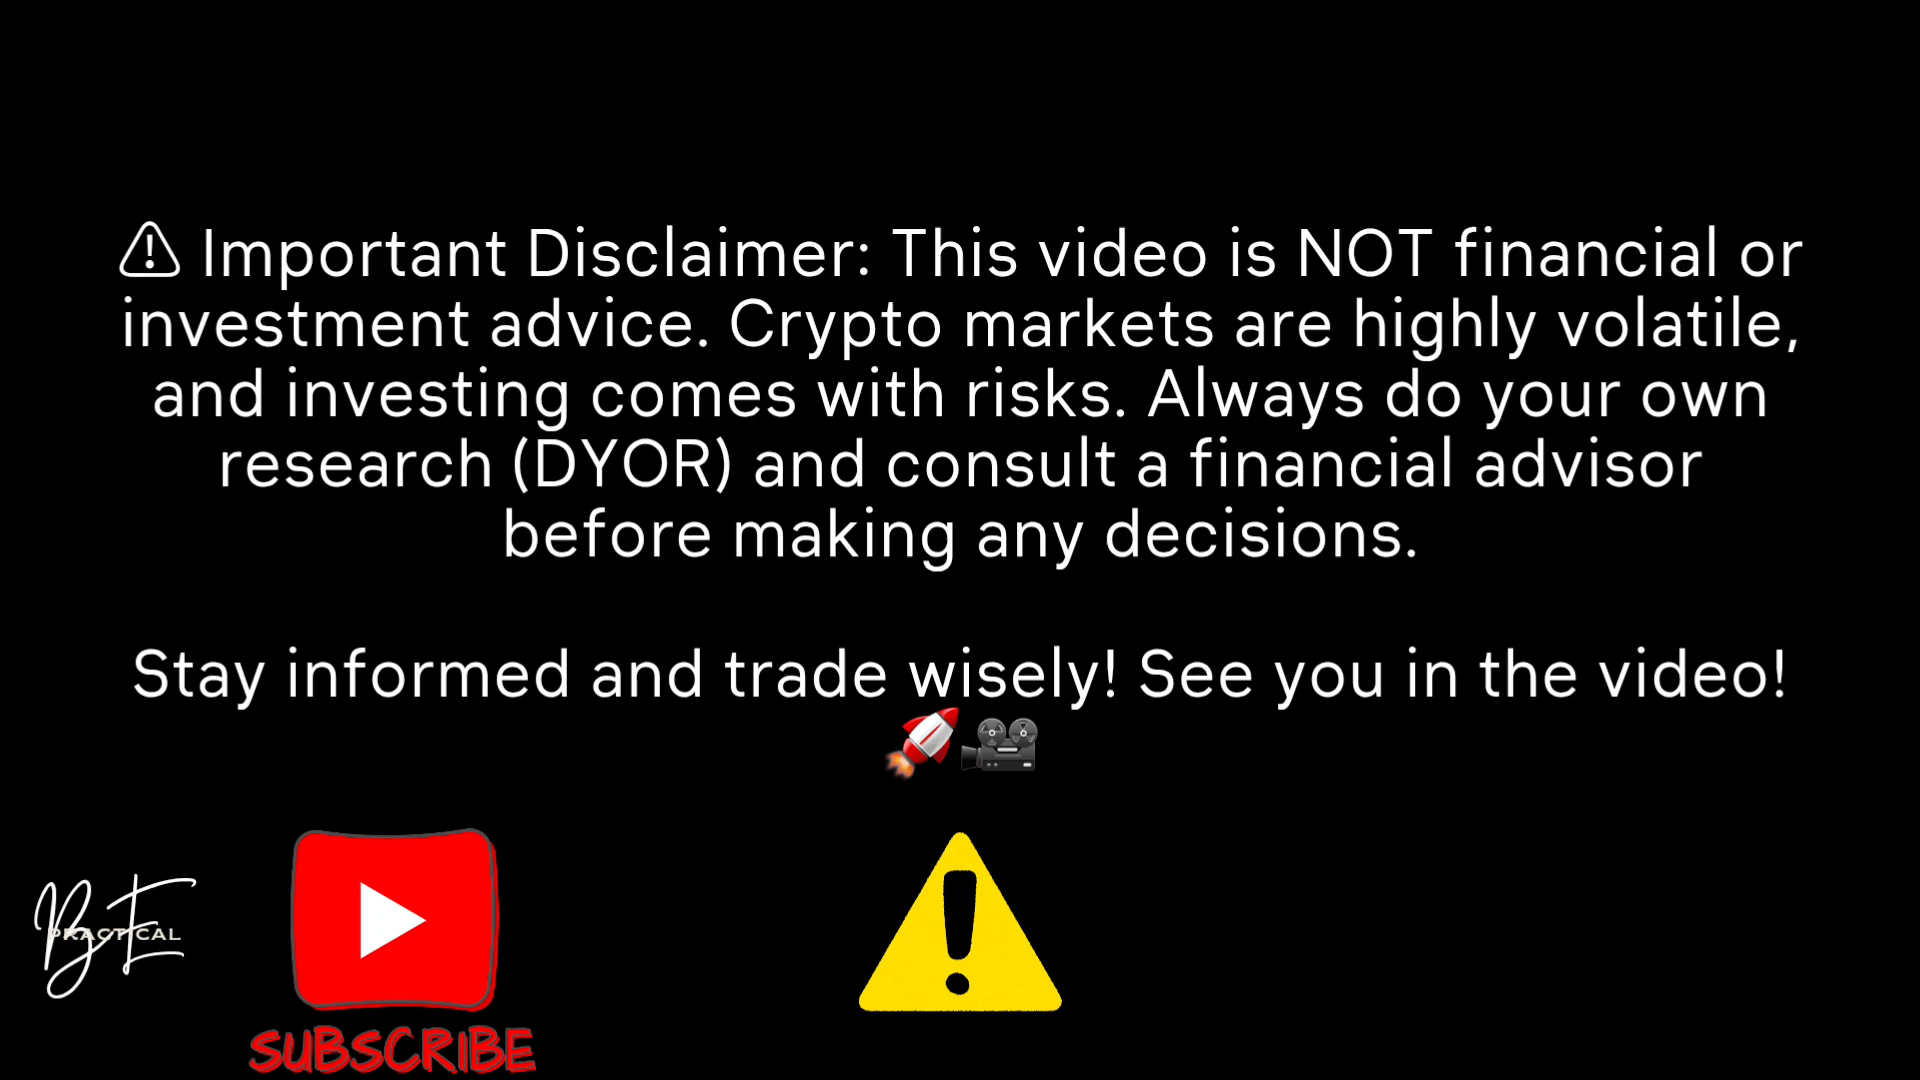 ⚠ Important Disclaimer: This video is NOT financial or
investment advice. Crypto markets are highly volatile,
and investing comes with risks. Always do your own
research (DYOR) and consult a financial advisor
before making any decisions.
Stay informed and trade wisely! See you in the video!
🚀🎥
BE
PRACTICAL
SUBSCRIBE